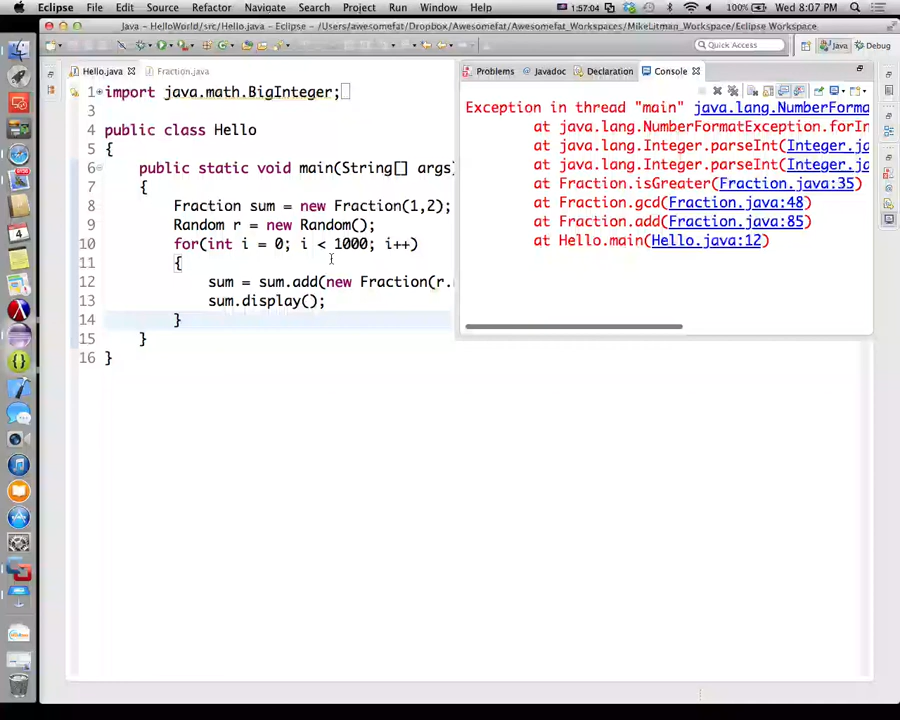 Eclipse File Edit Source Refactor Navigate Search Project Run Dropbox Window Help 1:57:04 100% Wed 8:07 PM
Java - HelloWorld/src/Hello.java - Eclipse - /Users/awesomefat/Awesomefat_Workspaces/MikeLitman_Workspace/Eclipse Workspace
Quick Access Java Debug
Hello.java Fraction.java
1 import java.math.BigInteger;
3
4 public class Hello
5 {
6 public static void main(String[] args)
7 {
8 Fraction sum = new Fraction(1,2);
9 Random r = new Random();
10 for(int i = 0; i < 1000; i++)
11 {
12 sum = sum.add(new Fraction(r.
13 sum.display();
14 }
15 }
16 }
Problems Javadoc Declaration Console
Exception in thread "main" java.lang.NumberForma
at java.lang.NumberFormatException.forIn
at java.lang.Integer.parseInt(Integer.ja
at java.lang.Integer.parseInt(Integer.ja
at Fraction.isGreater(Fraction.java:35)
at Fraction.gcd(Fraction.java:48)
at Fraction.add(Fraction.java:85)
at Hello.main(Hello.java:12)